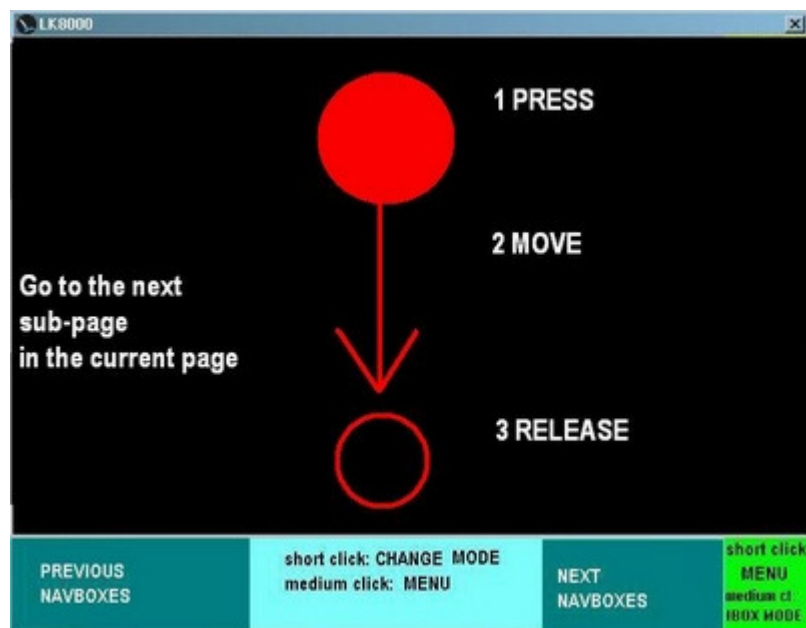 LK8000
1 PRESS
2 MOVE
Go to the next
sub-page
in the current page
3 RELEASE
PREVIOUS
NAVBOXES
short click: CHANGE MODE
medium click: MENU
NEXT
NAVBOXES
short click
MENU
medium cl:
IBOX MODE